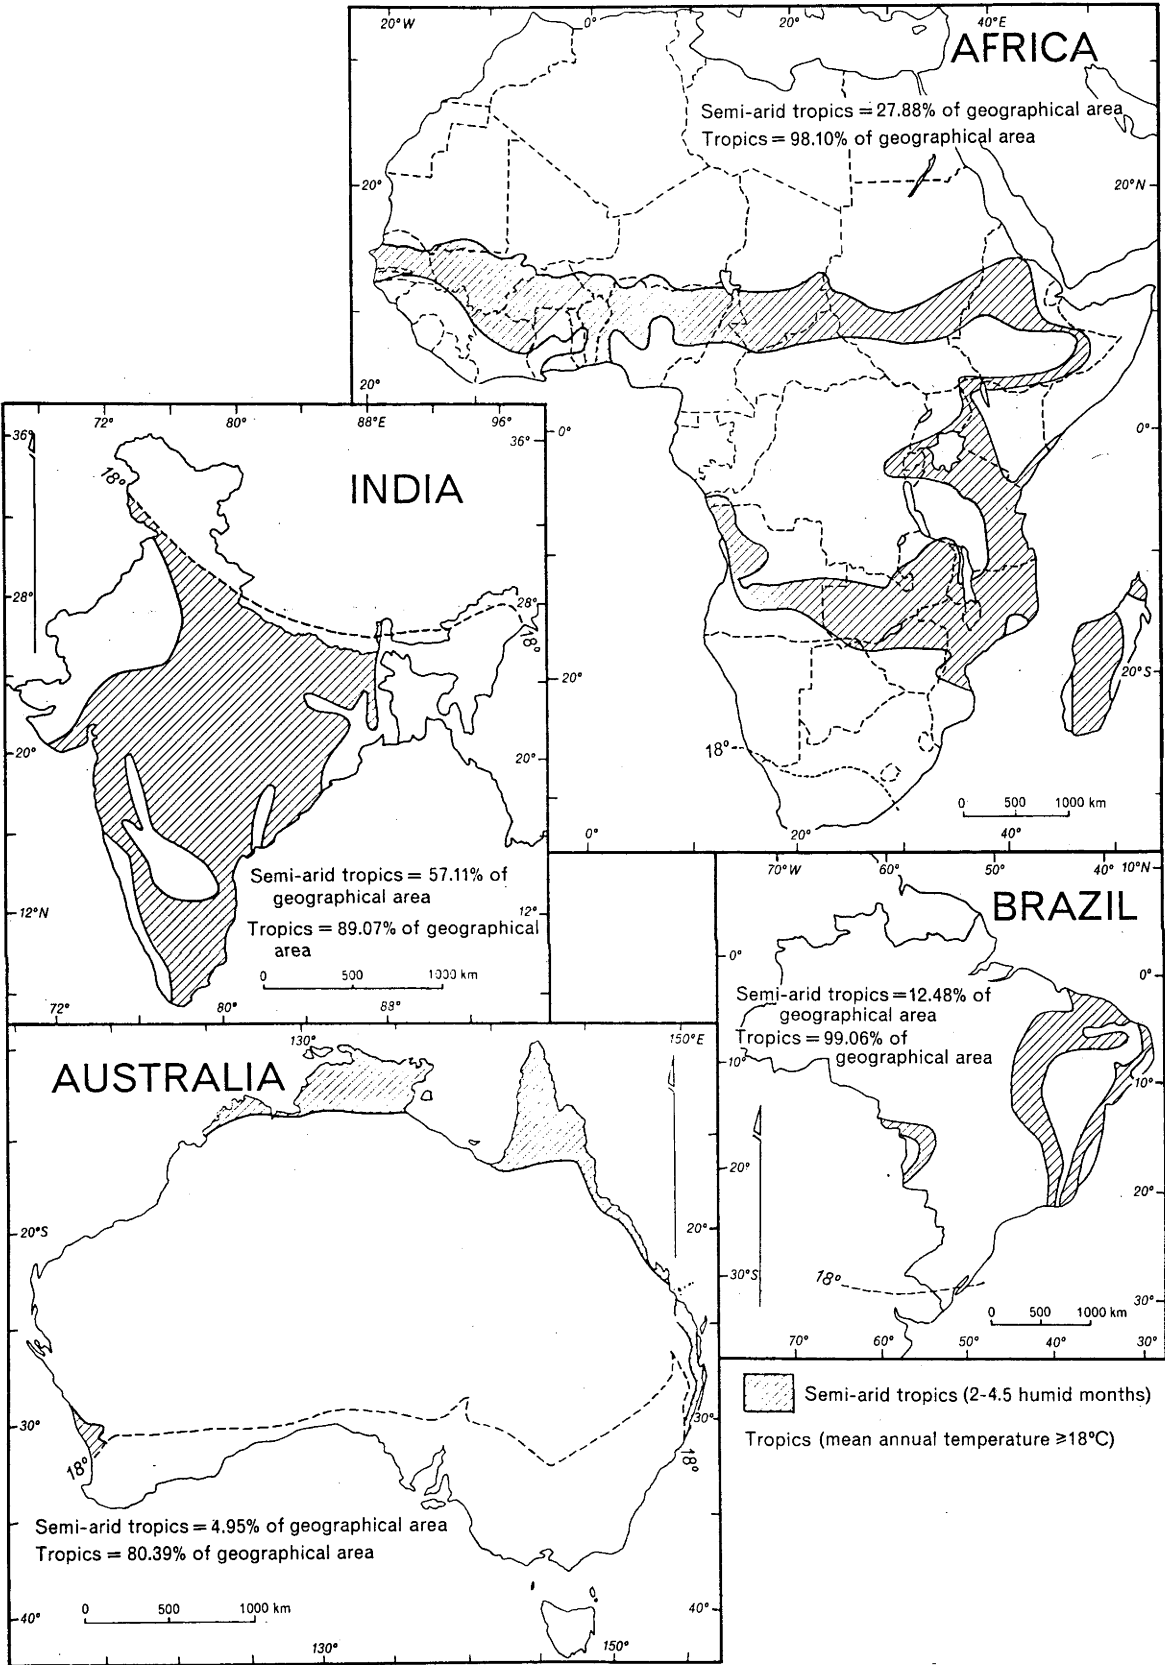 20°W
0°
20°
40°E
AFRICA
Semi-arid tropics = 27.88% of geographical area
Tropics = 98.10% of geographical area
20°
20°N
20°
0°
0°
20°
20°S
18°
0 500 1000 km
0°
20°
40°
72°
80°
88°E
96°
36°
36°
INDIA
18°
28°
28°
18°
20°
20°
Semi-arid tropics = 57.11% of
geographical area
Tropics = 89.07% of geographical
area
12°N
12°
0 500 1000 km
72°
80°
88°
70°W
60°
50°
40°
10°N
BRAZIL
0°
0°
Semi-arid tropics = 12.48% of
geographical area
Tropics = 99.06% of
geographical area
10°
10°
20°
20°
30°S
18°
30°
0 500 1000 km
70°
60°
50°
40°
30°
130°
150°E
AUSTRALIA
20°S
20°
30°
30°
18°
18°
Semi-arid tropics = 4.95% of geographical area
Tropics = 80.39% of geographical area
0 500 1000 km
40°
40°
130°
150°
Semi-arid tropics (2-4.5 humid months)
Tropics (mean annual temperature ≥18°C)